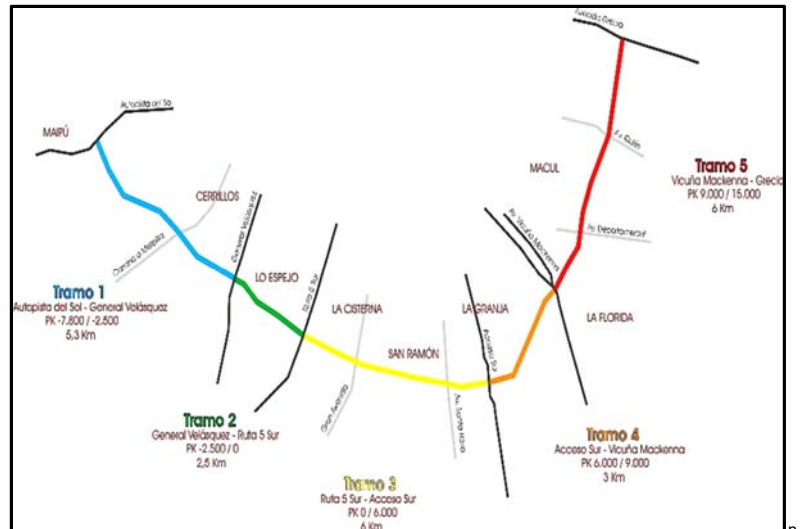 Avenida Grecia
Autopista del Sol
MAIPÚ
Av. Quilín
MACUL
Tramo 5
Vicuña Mackenna - Grecia
PK 9.000 / 15.000
6 Km
CERRILLOS
Camino a Melipilla
General Velásquez
Av. Vicuña Mackenna
Av. Departamental
LO ESPEJO
Ruta 5 Sur
Tramo 1
Autopista del Sol - General Velásquez
PK -7.800 / -2.500
5,3 Km
LA CISTERNA
LA GRANJA
LA FLORIDA
SAN RAMÓN
Acceso Sur
Gran Avenida
Av. Santa Rosa
Tramo 2
General Velásquez - Ruta 5 Sur
PK -2.500 / 0
2,5 Km
Tramo 4
Acceso Sur - Vicuña Mackenna
PK 6.000 / 9.000
3 Km
Tramo 3
Ruta 5 Sur - Acceso Sur
PK 0 / 6.000
6 Km